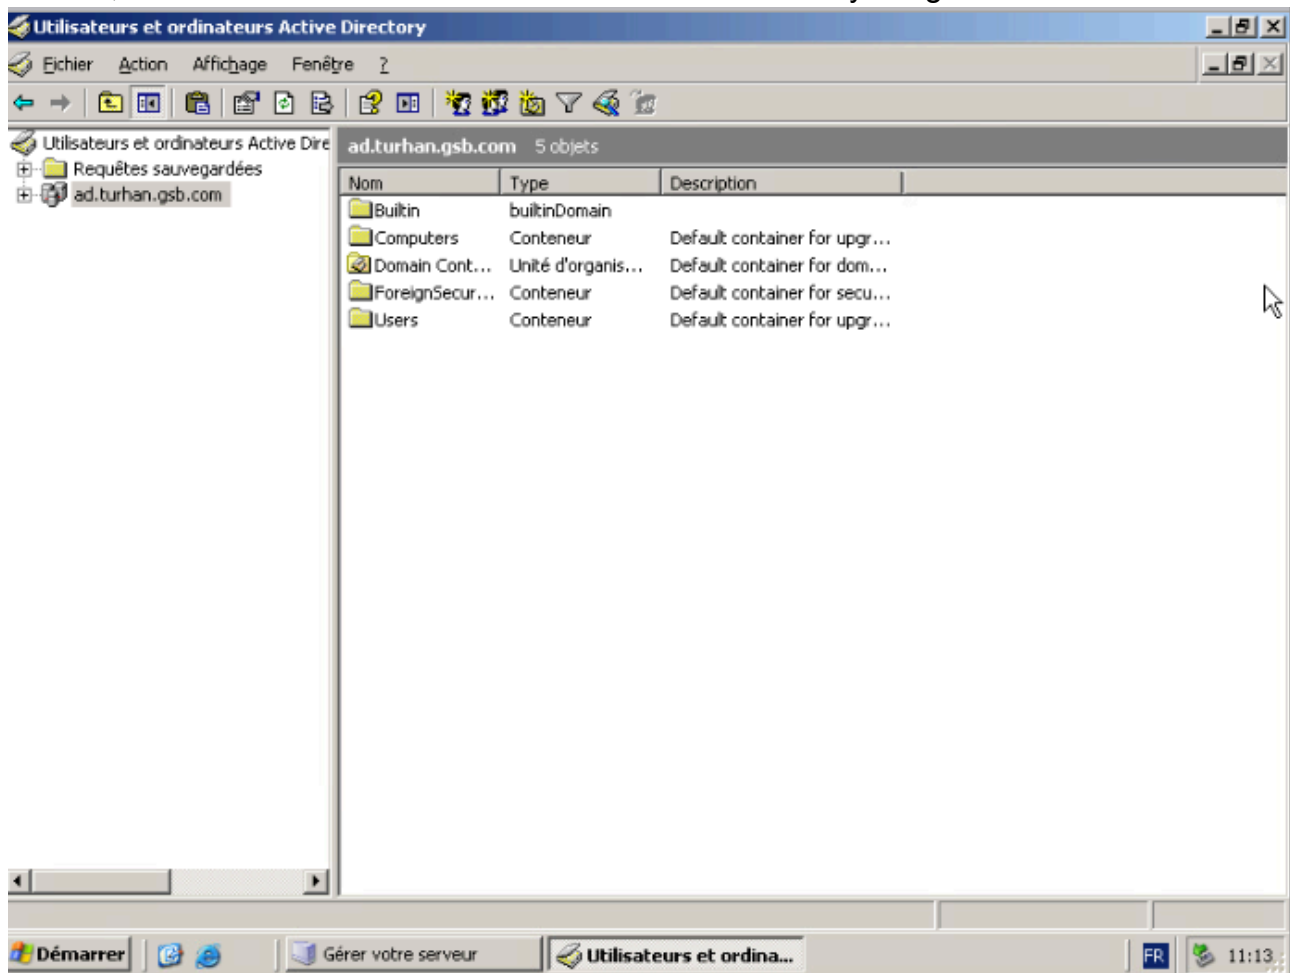 Utilisateurs et ordinateurs Active Directory
Fichier Action Affichage Fenêtre ?
Utilisateurs et ordinateurs Active Dire
Requêtes sauvegardées
ad.turhan.gsb.com
ad.turhan.gsb.com 5 objets
Nom Type Description
Builtin builtinDomain
Computers Conteneur Default container for upgr...
Domain Cont... Unité d'organis... Default container for dom...
ForeignSecur... Conteneur Default container for secu...
Users Conteneur Default container for upgr...
Démarrer Gérer votre serveur Utilisateurs et ordina... FR 11:13